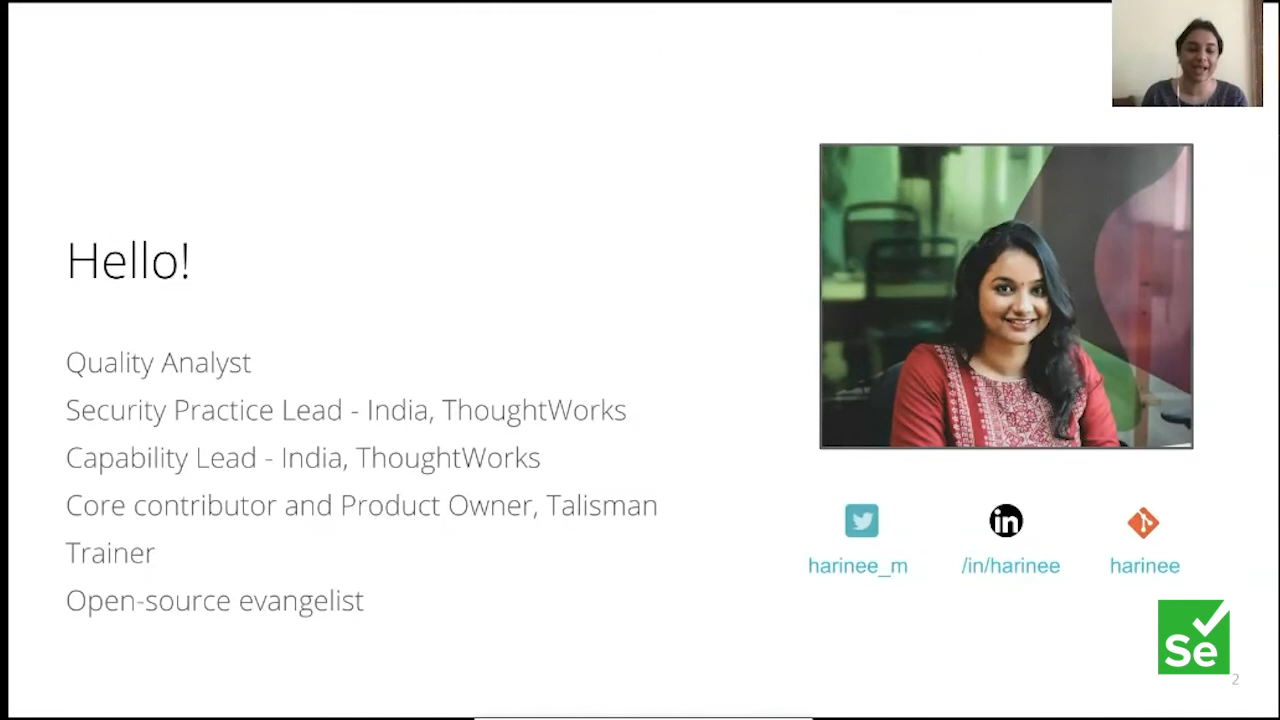 Hello!
Quality Analyst
Security Practice Lead - India, ThoughtWorks
Capability Lead - India, ThoughtWorks
Core contributor and Product Owner, Talisman
Trainer
Open-source evangelist
in
harinee_m
/in/harinee
harinee
Se
2